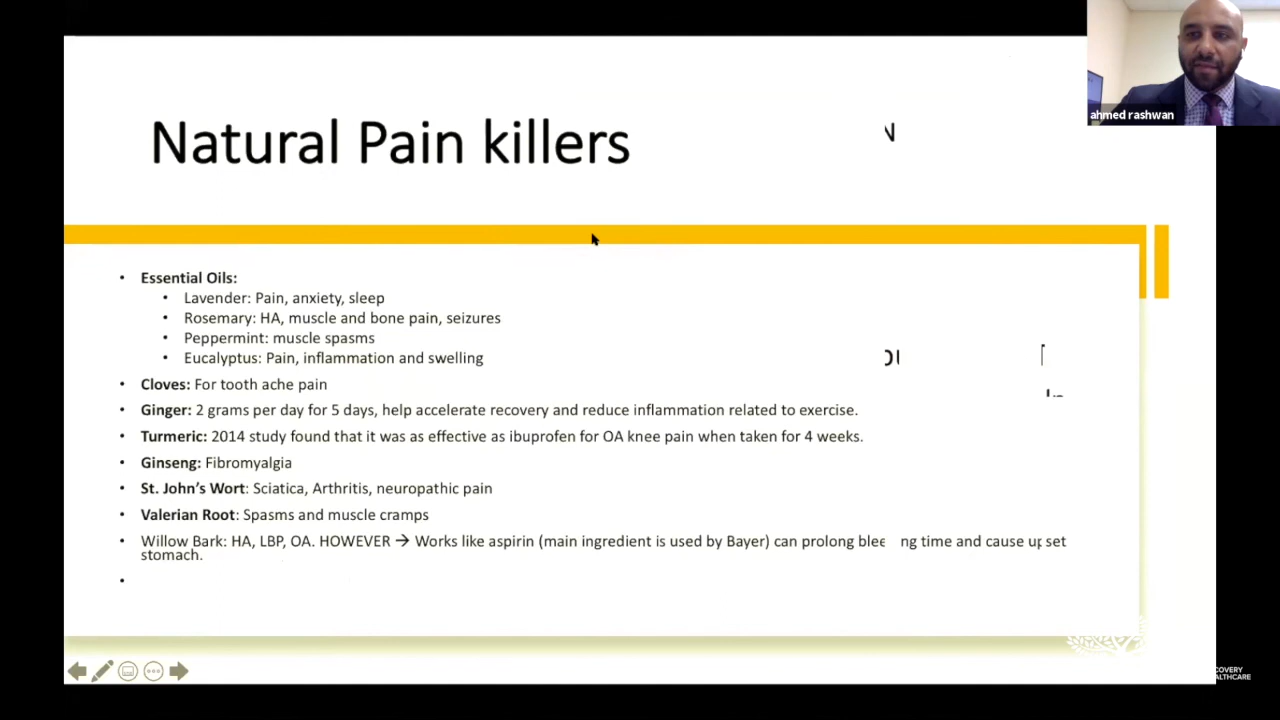 ahmed rashwan
Natural Pain killers
• Essential Oils:
• Lavender: Pain, anxiety, sleep
• Rosemary: HA, muscle and bone pain, seizures
• Peppermint: muscle spasms
• Eucalyptus: Pain, inflammation and swelling
• Cloves: For tooth ache pain
• Ginger: 2 grams per day for 5 days, help accelerate recovery and reduce inflammation related to exercise.
• Turmeric: 2014 study found that it was as effective as ibuprofen for OA knee pain when taken for 4 weeks.
• Ginseng: Fibromyalgia
• St. John’s Wort: Sciatica, Arthritis, neuropathic pain
• Valerian Root: Spasms and muscle cramps
• Willow Bark: HA, LBP, OA. HOWEVER → Works like aspirin (main ingredient is used by Bayer) can prolong blee ng time and cause upset
stomach.
•
COVERY
ALTHCARE